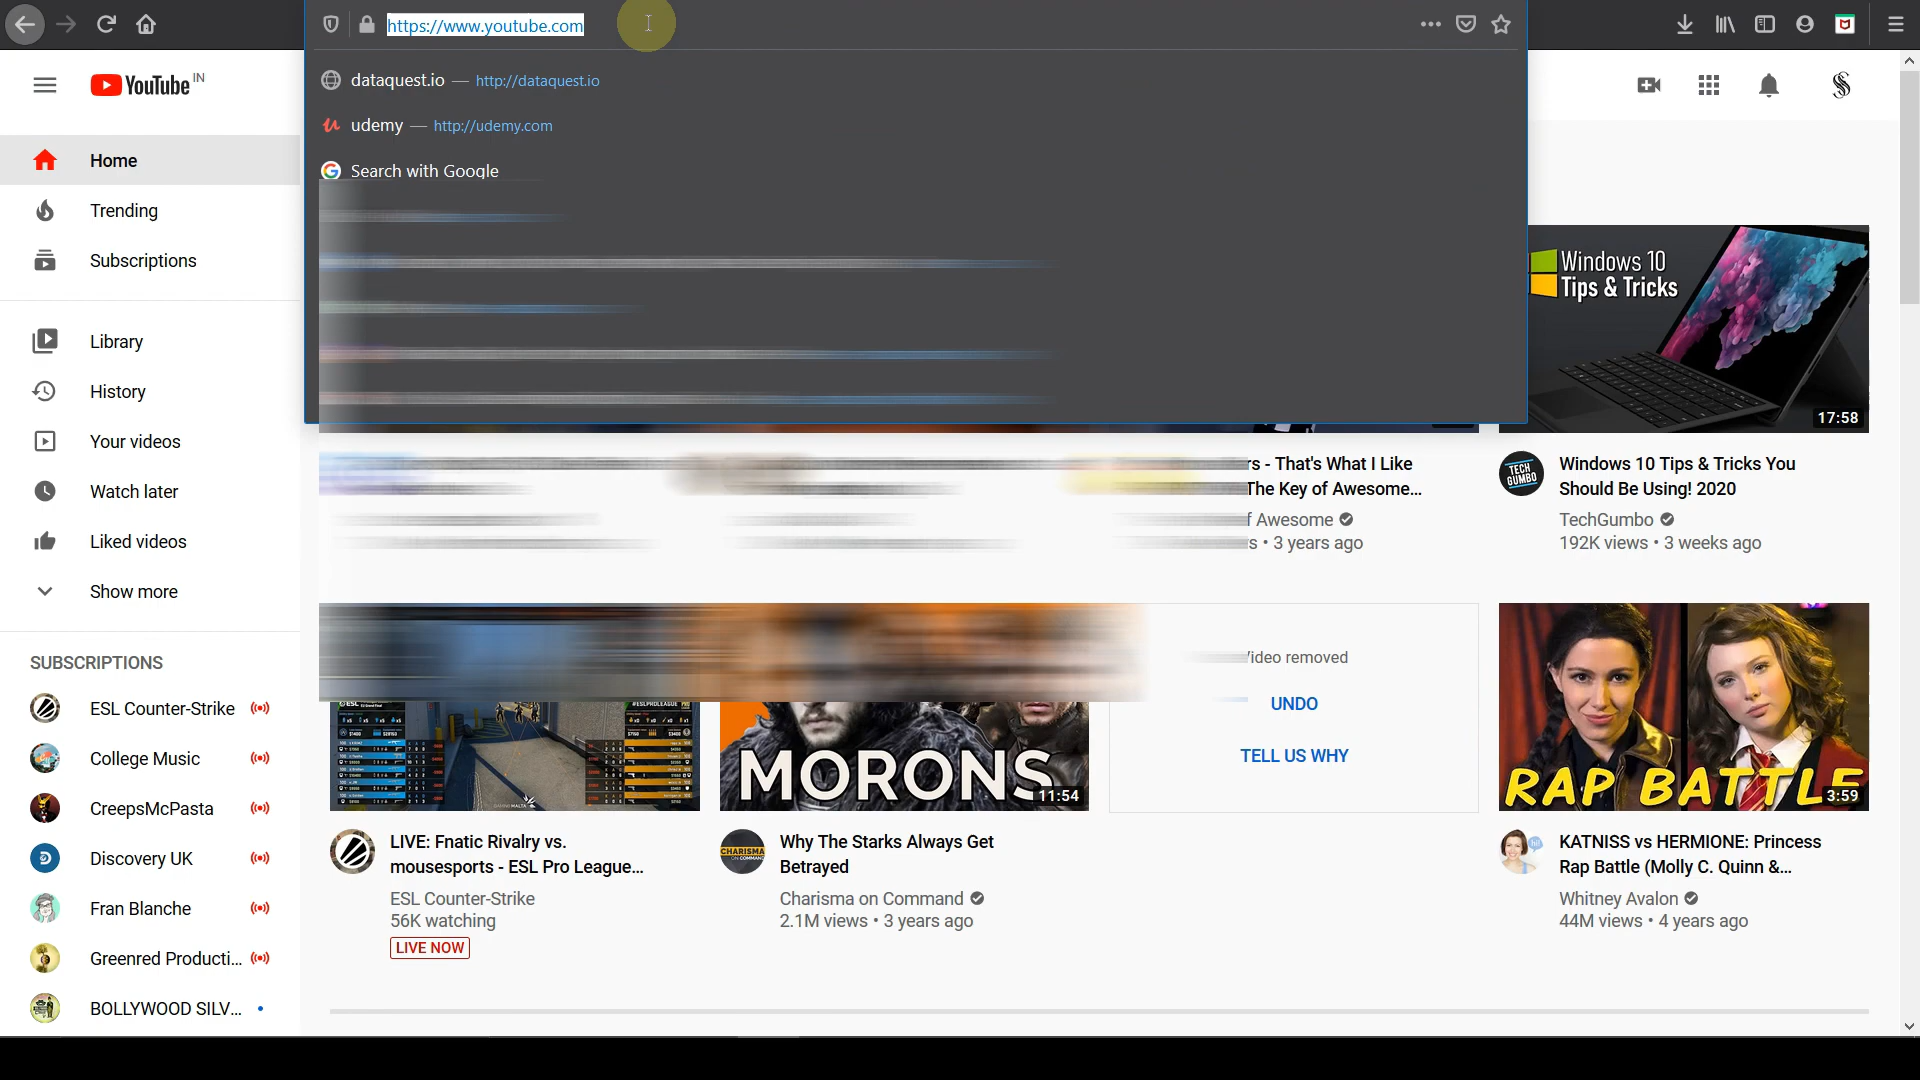 https://www.youtube.com
dataquest.io — http://dataquest.io
udemy — http://udemy.com
Search with Google
YouTube IN
Home
Trending
Subscriptions
Library
History
Your videos
Watch later
Liked videos
Show more
SUBSCRIPTIONS
ESL Counter-Strike
College Music
CreepsMcPasta
Discovery UK
Fran Blanche
Greenred Producti...
BOLLYWOOD SILV...
Windows 10
Tips & Tricks
17:58
rs - That's What I Like
The Key of Awesome...
f Awesome
s • 3 years ago
TECH
GUMBO
Windows 10 Tips & Tricks You
Should Be Using! 2020
TechGumbo
192K views • 3 weeks ago
LIVE: Fnatic Rivalry vs.
mousesports - ESL Pro League...
ESL Counter-Strike
56K watching
LIVE NOW
MORONS
11:54
CHARISMA
ON COMMAND
Why The Starks Always Get
Betrayed
Charisma on Command
2.1M views • 3 years ago
ideo removed
UNDO
TELL US WHY
RAP BATTLE
3:59
KATNISS vs HERMIONE: Princess
Rap Battle (Molly C. Quinn &...
Whitney Avalon
44M views • 4 years ago